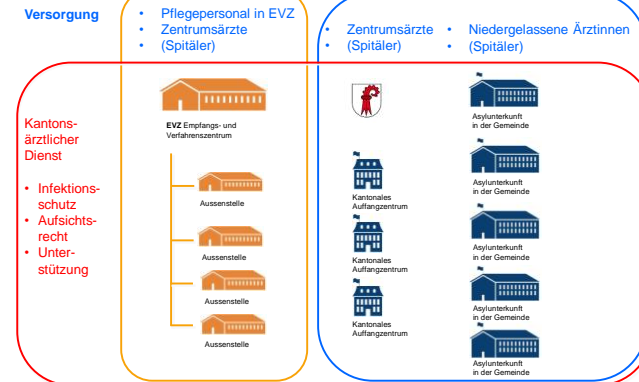 Versorgung
• Pflegepersonal in EVZ
• Zentrumsärzte
• (Spitäler)
• Zentrumsärzte
• (Spitäler)
• Niedergelassene Ärztinnen
• (Spitäler)
Kantons-
ärztlicher
Dienst
• Infektions-
schutz
• Aufsichts-
recht
• Unter-
stützung
EVZ Empfangs- und
Verfahrenszentrum
Aussenstelle
Aussenstelle
Aussenstelle
Aussenstelle
Kantonales
Auffangzentrum
Kantonales
Auffangzentrum
Kantonales
Auffangzentrum
Asylunterkunft
in der Gemeinde
Asylunterkunft
in der Gemeinde
Asylunterkunft
in der Gemeinde
Asylunterkunft
in der Gemeinde
Asylunterkunft
in der Gemeinde